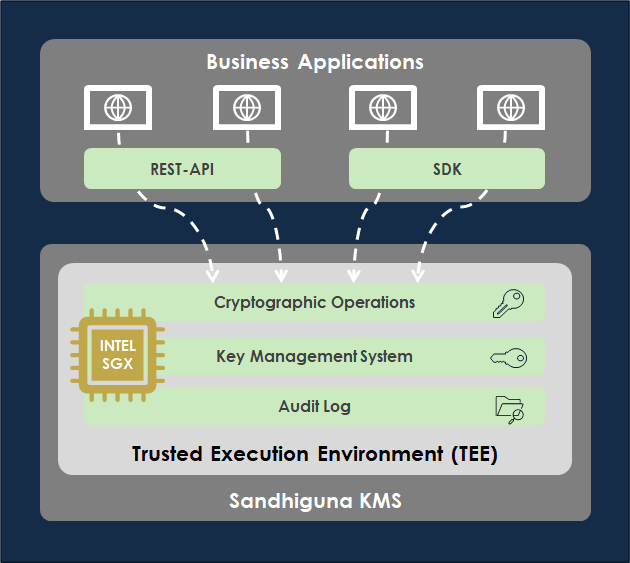 Business Applications
REST-API
SDK
Cryptographic Operations
INTEL
SGX
Key Management System
Audit Log
Trusted Execution Environment (TEE)
Sandhiguna KMS